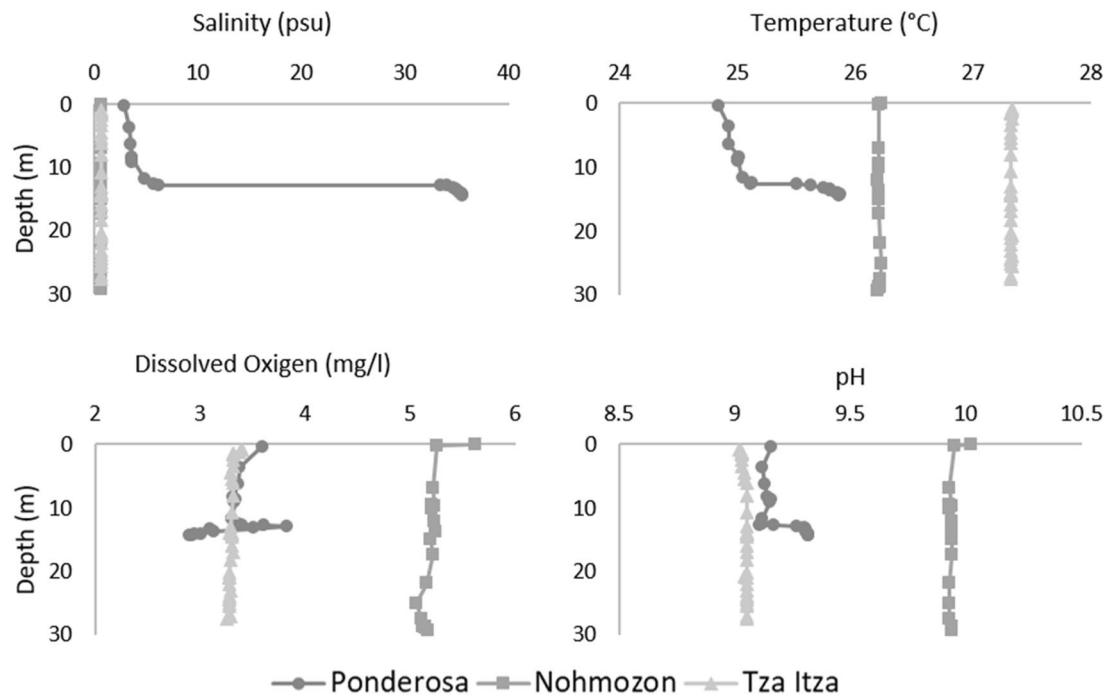 Salinity (psu)
0 10 20 30 40
0
10
20
30
Depth (m)
Temperature (°C)
24 25 26 27 28
0
10
20
30
Dissolved Oxigen (mg/l)
2 3 4 5 6
0
10
20
30
Depth (m)
pH
8.5 9 9.5 10 10.5
0
10
20
30
Ponderosa Nohmozon Tza Itza